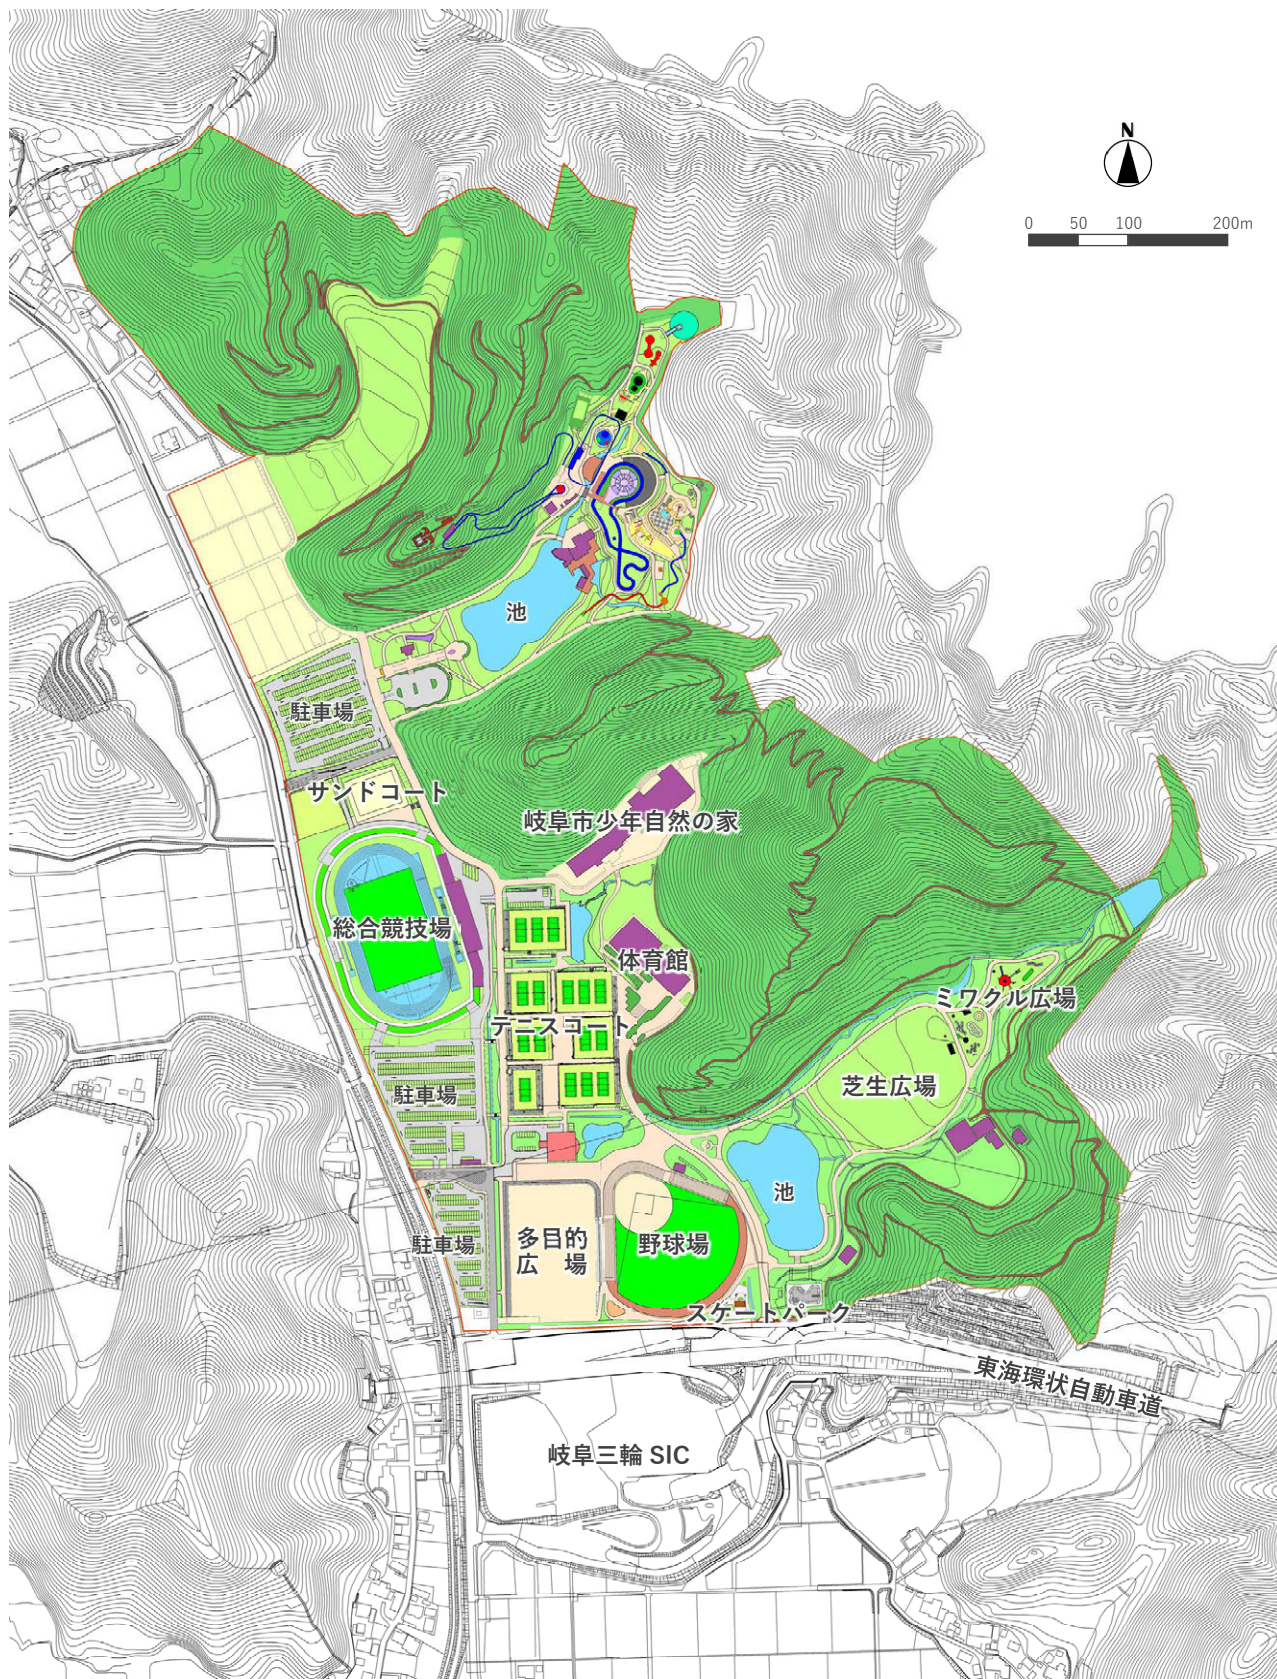 N
0 50 100 200m
池
駐車場
サンドコート
岐阜市少年自然の家
総合競技場
体育館
ミワクル広場
テニスコート
駐車場
芝生広場
池
駐車場
多目的
広 場
野球場
スケートパーク
東海環状自動車道
岐阜三輪 SIC